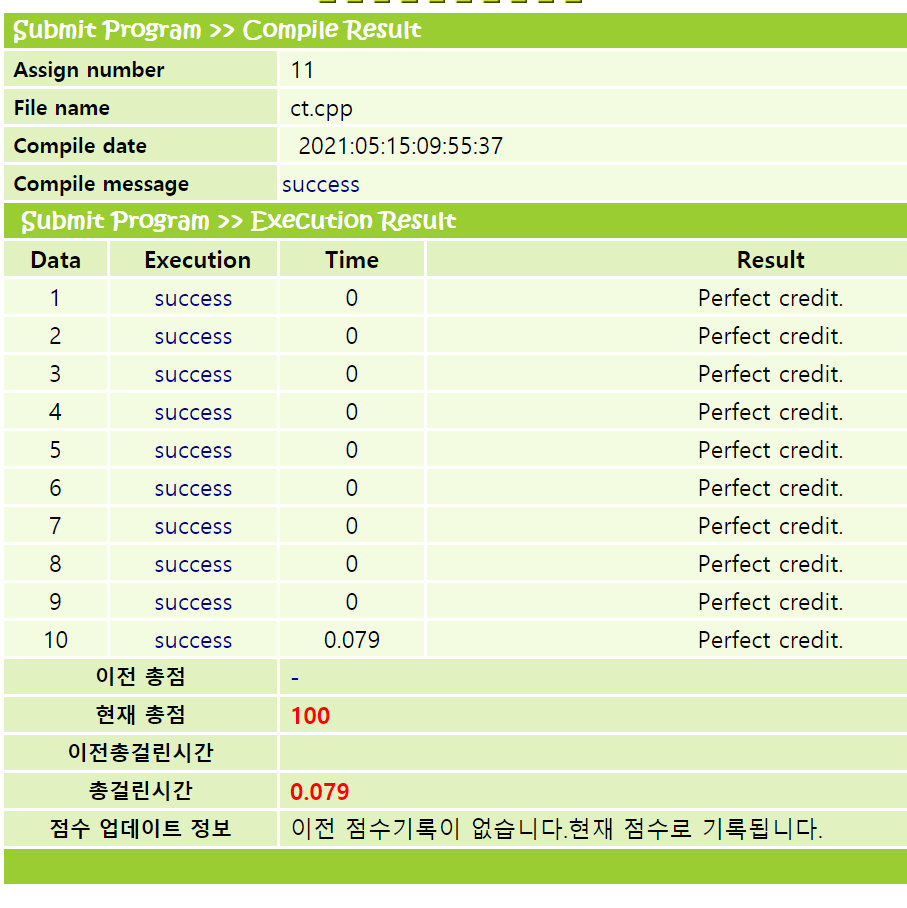 Submit Program >> Compile Result
Assign number 11
File name ct.cpp
Compile date 2021:05:15:09:55:37
Compile message success
Submit Program >> Execution Result
Data Execution Time Result
1 success 0 Perfect credit.
2 success 0 Perfect credit.
3 success 0 Perfect credit.
4 success 0 Perfect credit.
5 success 0 Perfect credit.
6 success 0 Perfect credit.
7 success 0 Perfect credit.
8 success 0 Perfect credit.
9 success 0 Perfect credit.
10 success 0.079 Perfect credit.
이전 총점 -
현재 총점 100
이전총걸린시간
총걸린시간 0.079
점수 업데이트 정보 이전 점수기록이 없습니다.현재 점수로 기록됩니다.